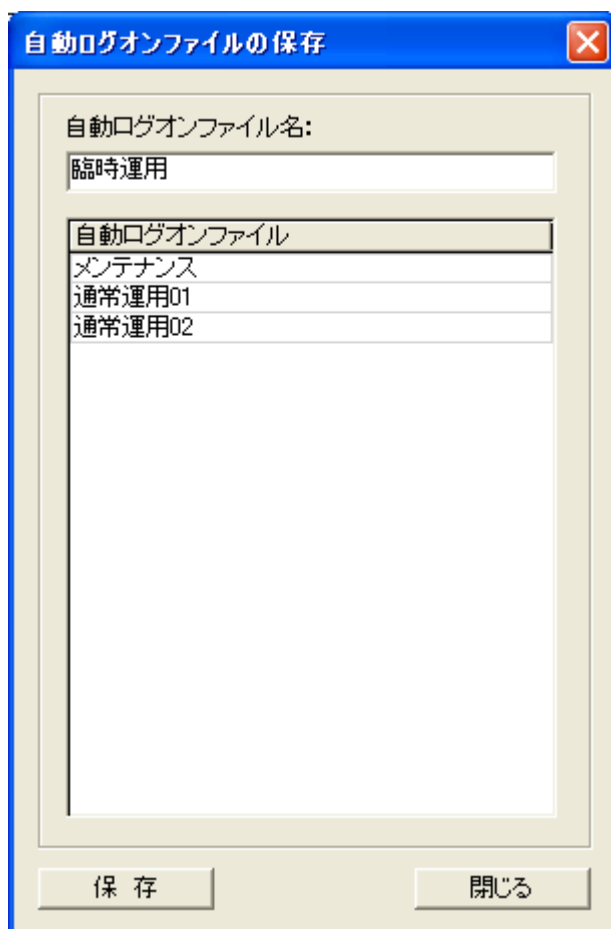 自動ログオンファイルの保存
自動ログオンファイル名:
臨時運用
自動ログオンファイル
メンテナンス
通常運用01
通常運用02
保 存
閉じる